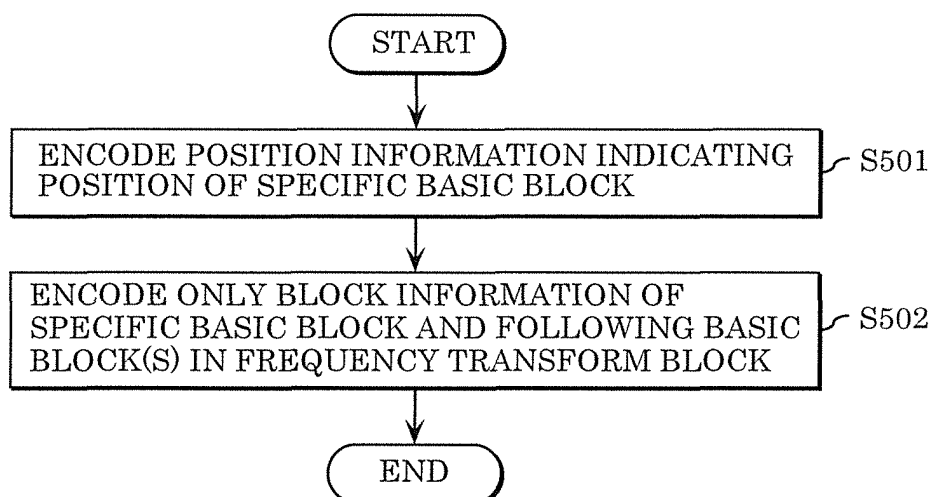 START
ENCODE POSITION INFORMATION INDICATING
POSITION OF SPECIFIC BASIC BLOCK
S501
ENCODE ONLY BLOCK INFORMATION OF
SPECIFIC BASIC BLOCK AND FOLLOWING BASIC
BLOCK(S) IN FREQUENCY TRANSFORM BLOCK
S502
END